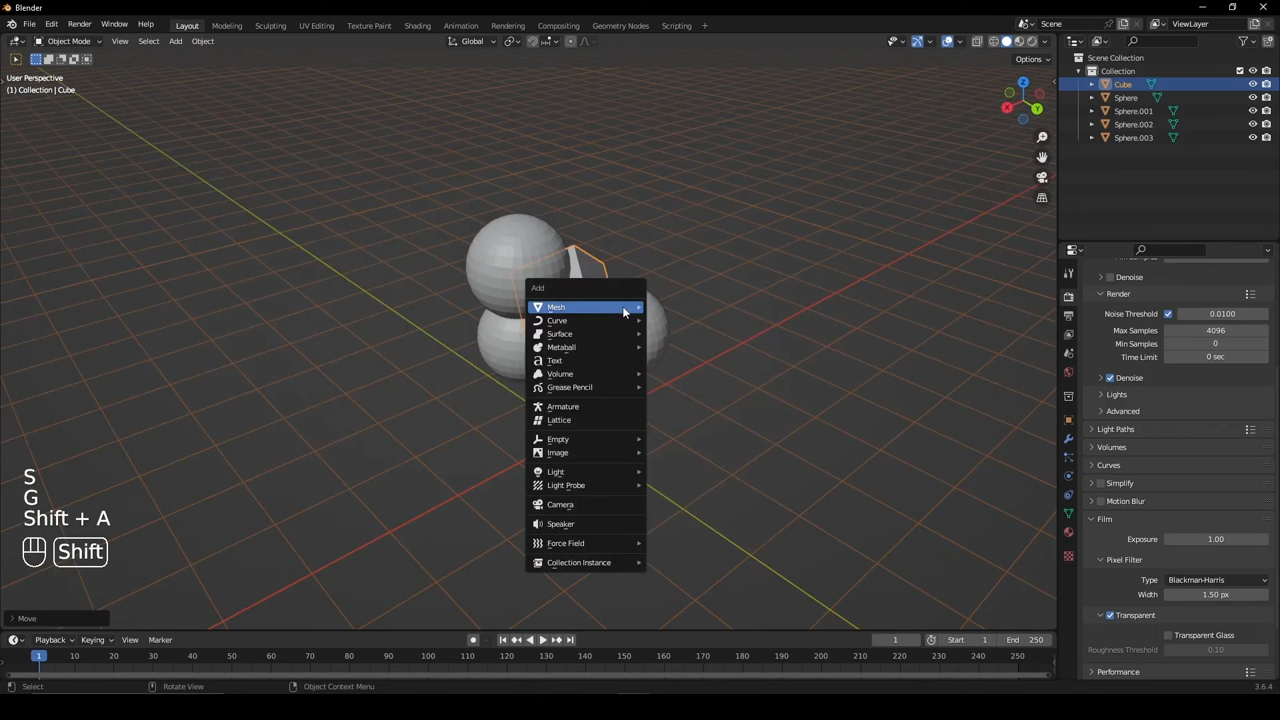 Blender
File Edit Render Window Help
Layout Modeling Sculpting UV Editing Texture Paint Shading Animation Rendering Compositing Geometry Nodes Scripting
Scene ViewLayer
Object Mode View Select Add Object
Global
Options
User Perspective
(1) Collection | Cube
Z
Y
X
Scene Collection
Collection
Cube
Sphere
Sphere.001
Sphere.002
Sphere.003
Add
Mesh
Curve
Surface
Metaball
Text
Volume
Grease Pencil
Armature
Lattice
Empty
Image
Light
Light Probe
Camera
Speaker
Force Field
Collection Instance
S
G
Shift + A
Shift
Move
Denoise
Render
Noise Threshold 0.0100
Max Samples 4096
Min Samples 0
Time Limit 0 sec
Denoise
Lights
Advanced
Light Paths
Volumes
Curves
Simplify
Motion Blur
Film
Exposure 1.00
Pixel Filter
Type Blackman-Harris
Width 1.50 px
Transparent
Transparent Glass
Roughness Threshold 0.10
Performance
Playback Keying View Marker
1 Start 1 End 250
1 10 20 30 40 50 60 70 80 90 100 110 120 130 140 150 160 170 180 190 200 210 220 230 240 250
Select Rotate View Object Context Menu 3.6.4